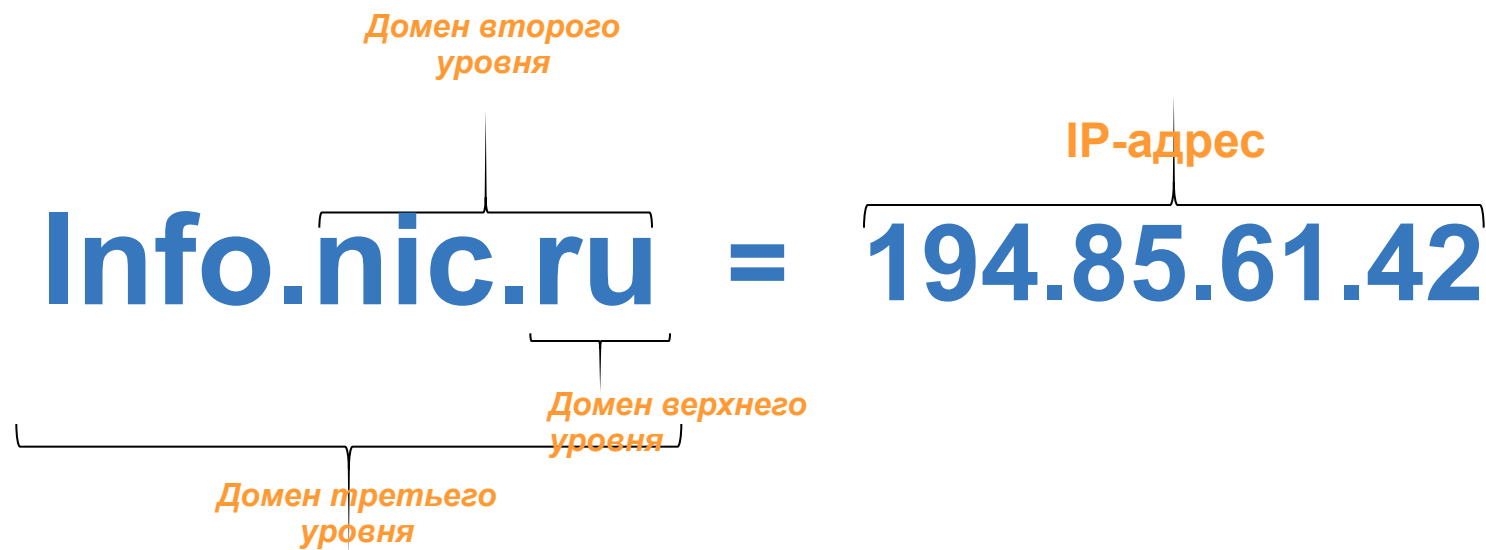 Домен второго
уровня
IP-адрес
Info.nic.ru = 194.85.61.42
Домен верхнего
уровня
Домен третьего
уровня